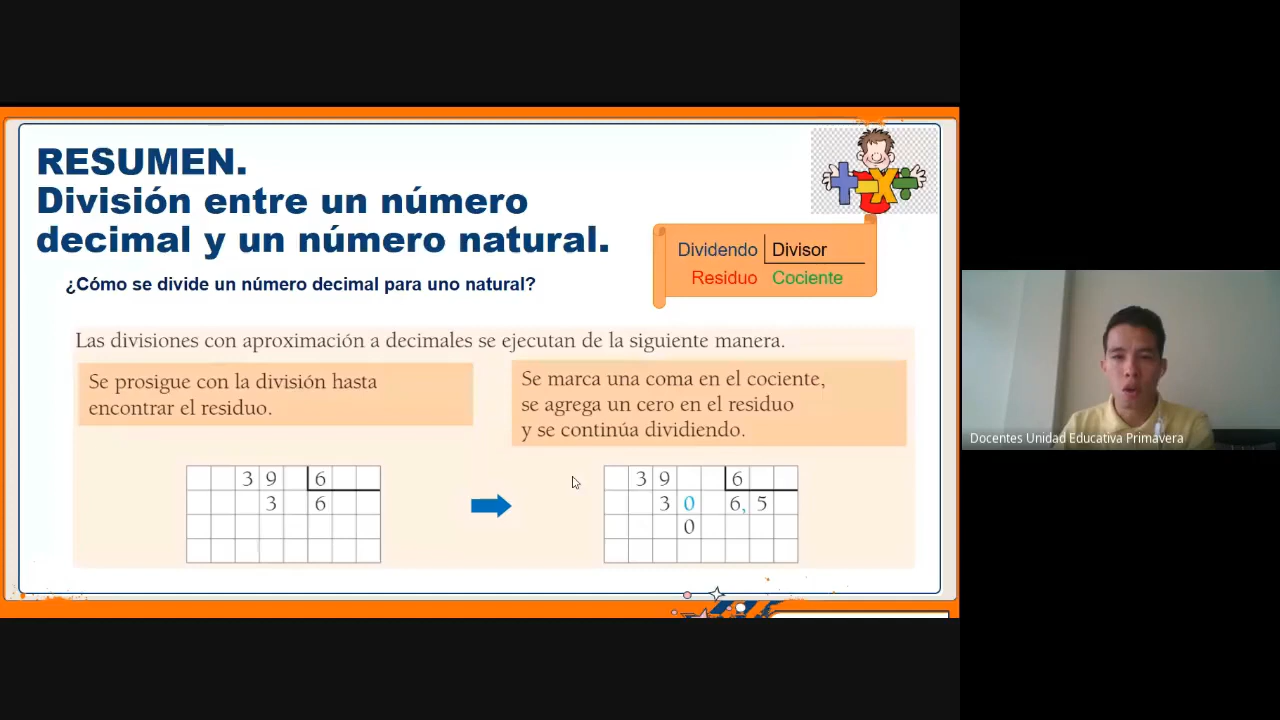 RESUMEN.
División entre un número
decimal y un número natural.
Dividendo Divisor
Residuo Cociente
¿Cómo se divide un número decimal para uno natural?
Las divisiones con aproximación a decimales se ejecutan de la siguiente manera.
Se prosigue con la división hasta
encontrar el residuo.
Se marca una coma en el cociente,
se agrega un cero en el residuo
y se continúa dividiendo.
3 9 6
3 6
3 9 6
3 0 6, 5
0
Docentes Unidad Educativa Primavera